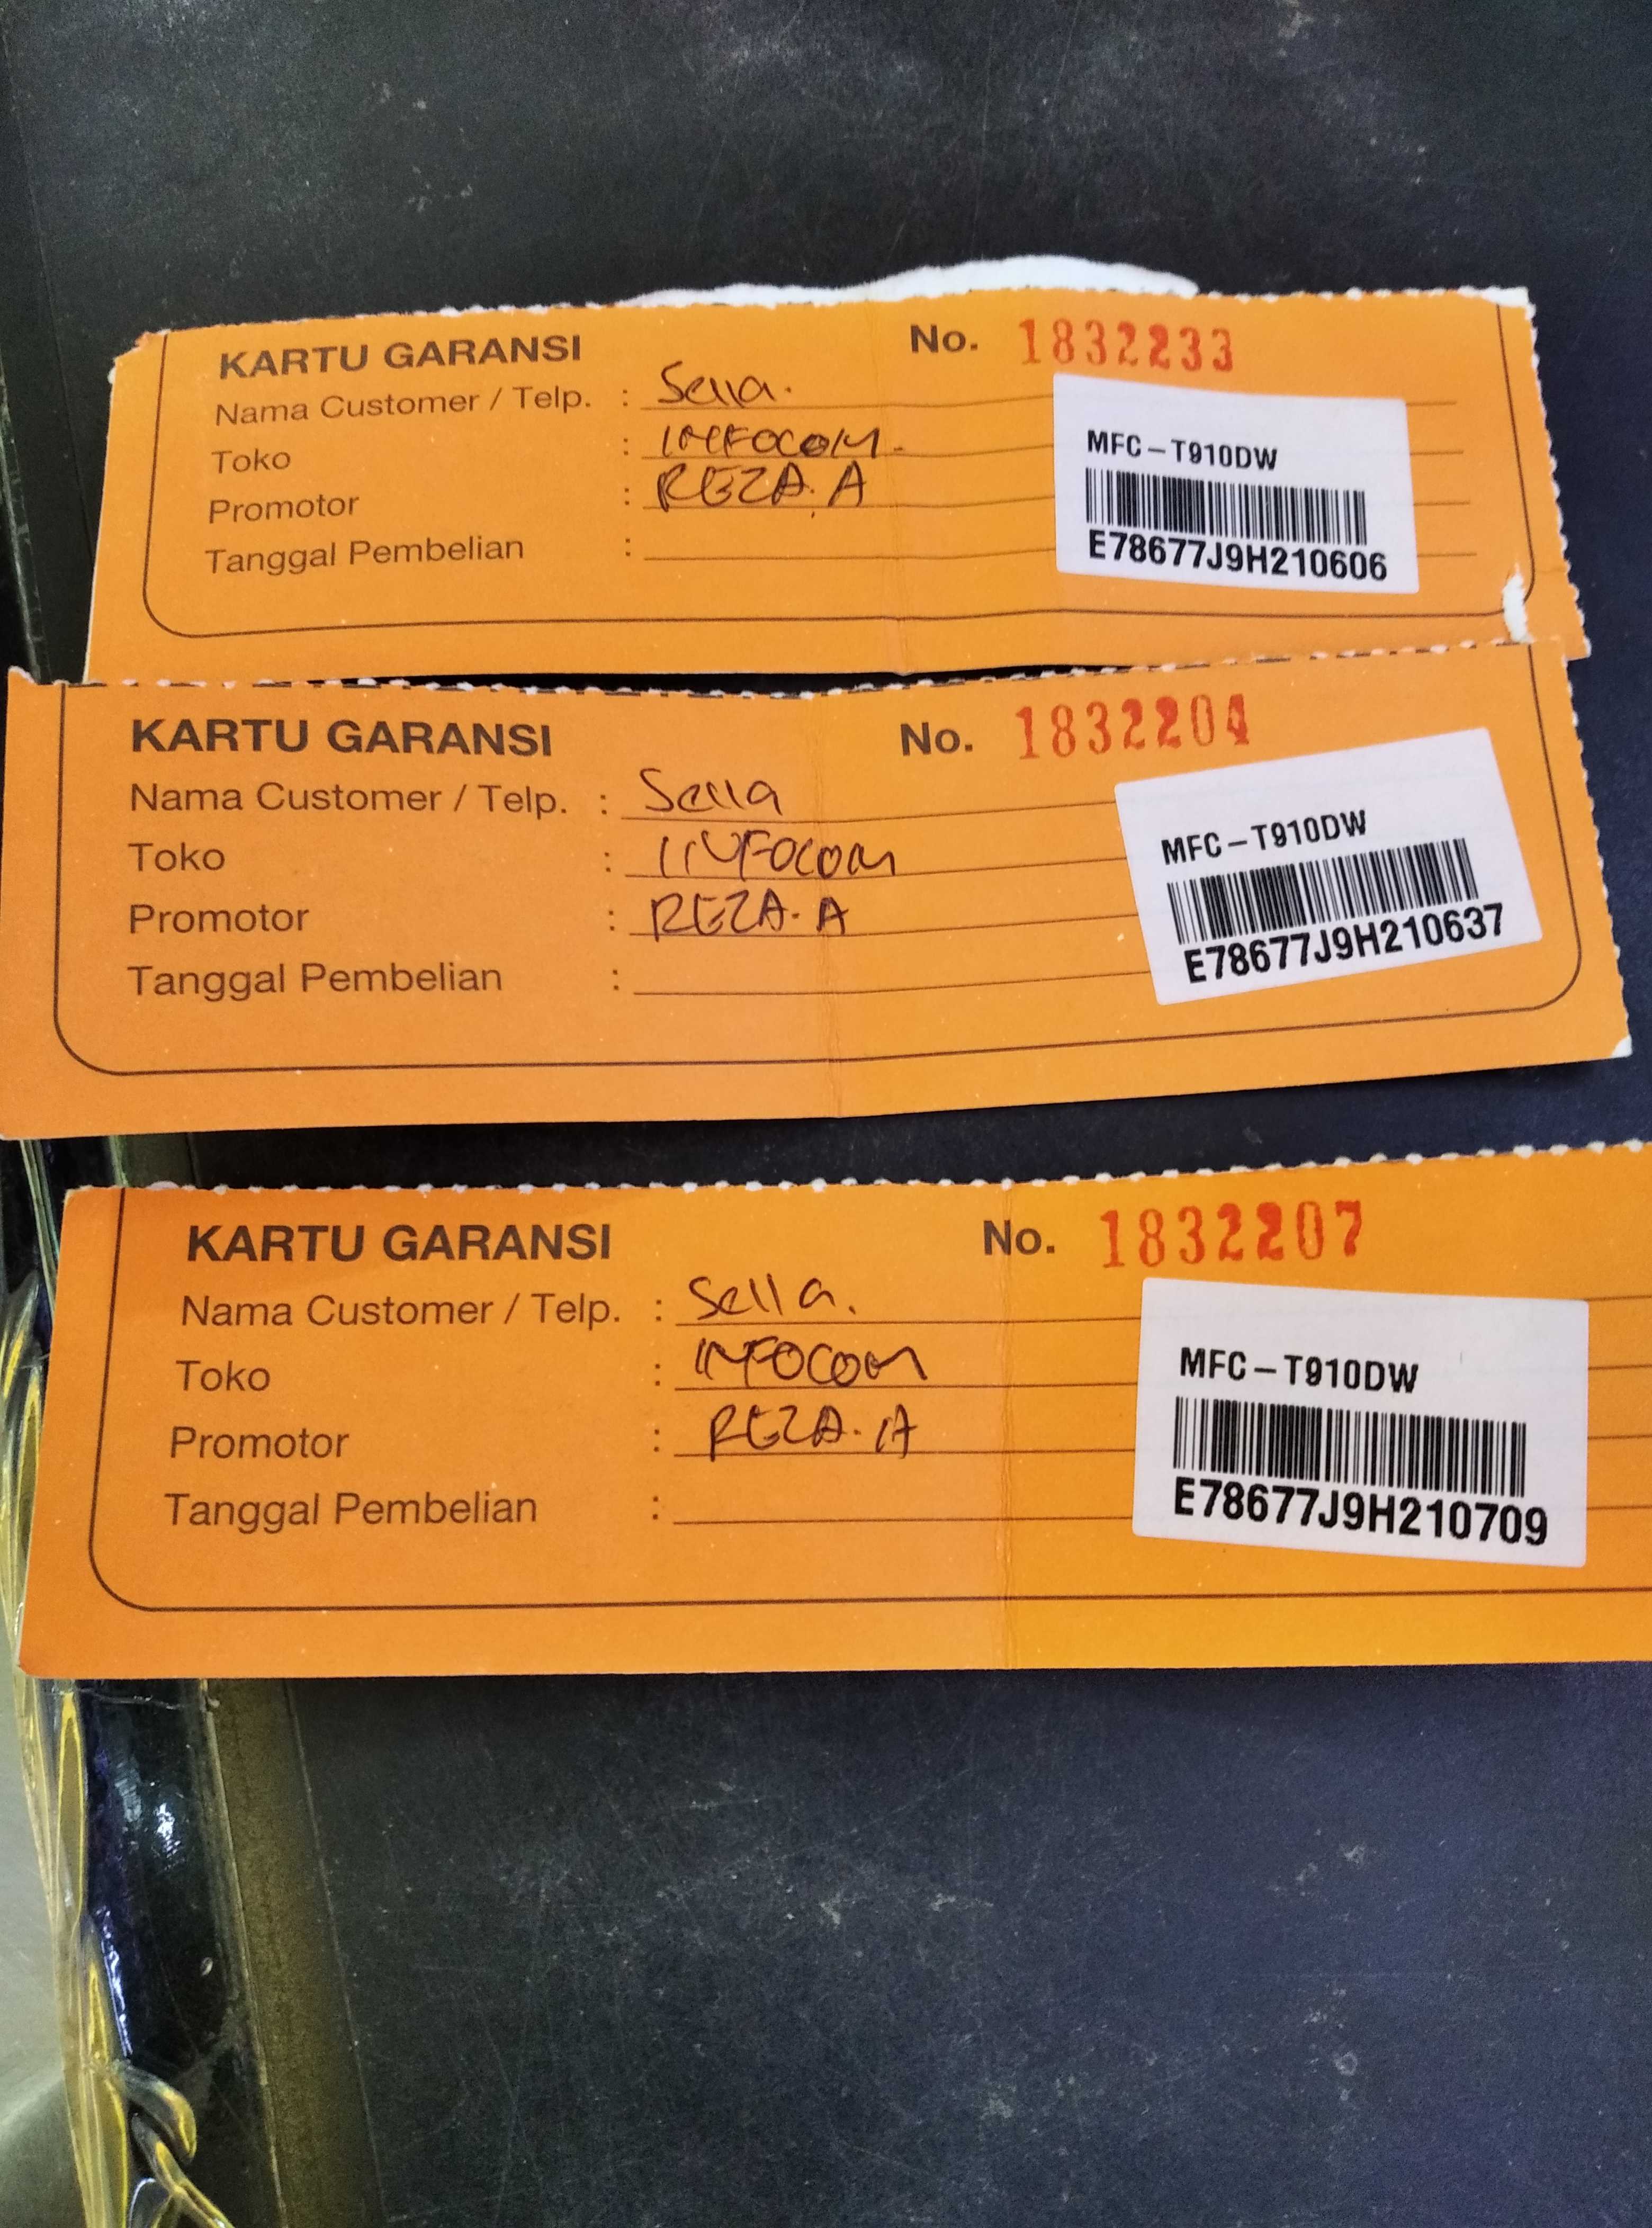 KARTU GARANSI No. 1832233
Nama Customer / Telp. : Sella.
Toko : INFOCOM.
Promotor : REZA. A
Tanggal Pembelian :
MFC-T910DW
E78677J9H210606
KARTU GARANSI No. 1832204
Nama Customer / Telp. : Sella
Toko : INFOCOM
Promotor : REZA. A
Tanggal Pembelian :
MFC-T910DW
E78677J9H210637
KARTU GARANSI No. 1832207
Nama Customer / Telp. : Sella.
Toko : INFOCOM
Promotor : REZA. A
Tanggal Pembelian :
MFC-T910DW
E78677J9H210709